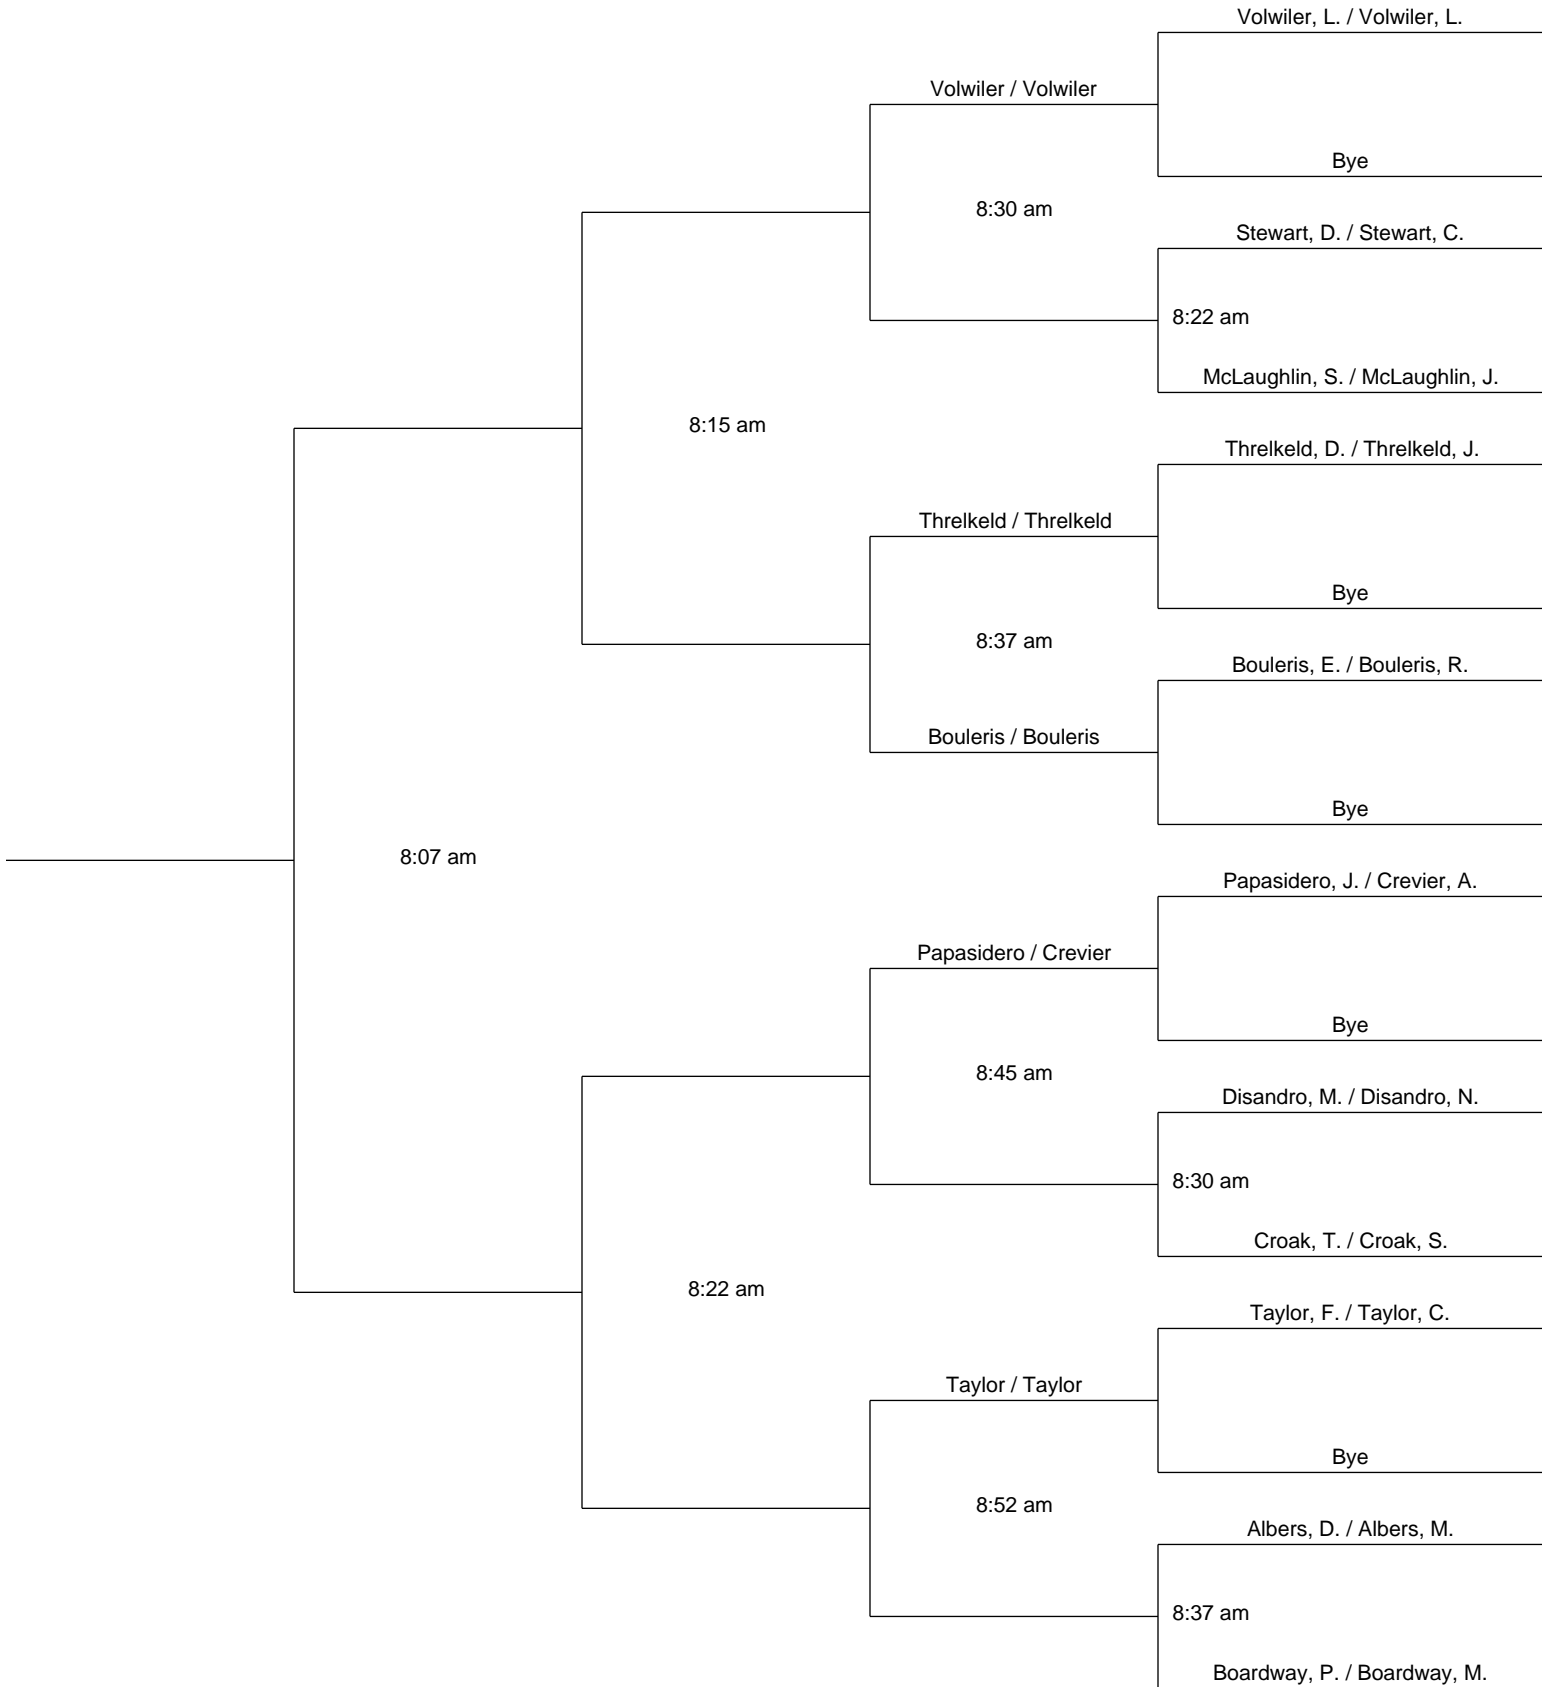 Volwiler, L. / Volwiler, L.
Volwiler / Volwiler
Bye
8:30 am
Stewart, D. / Stewart, C.
8:22 am
McLaughlin, S. / McLaughlin, J.
8:15 am
Threlkeld, D. / Threlkeld, J.
Threlkeld / Threlkeld
Bye
8:37 am
Bouleris, E. / Bouleris, R.
Bouleris / Bouleris
Bye
8:07 am
Papasidero, J. / Crevier, A.
Papasidero / Crevier
Bye
8:45 am
Disandro, M. / Disandro, N.
8:30 am
Croak, T. / Croak, S.
8:22 am
Taylor, F. / Taylor, C.
Taylor / Taylor
Bye
8:52 am
Albers, D. / Albers, M.
8:37 am
Boardway, P. / Boardway, M.